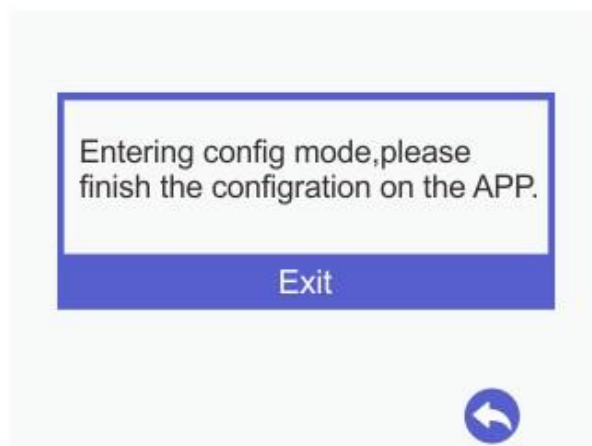 Entering config mode,please
finish the configration on the APP.
Exit